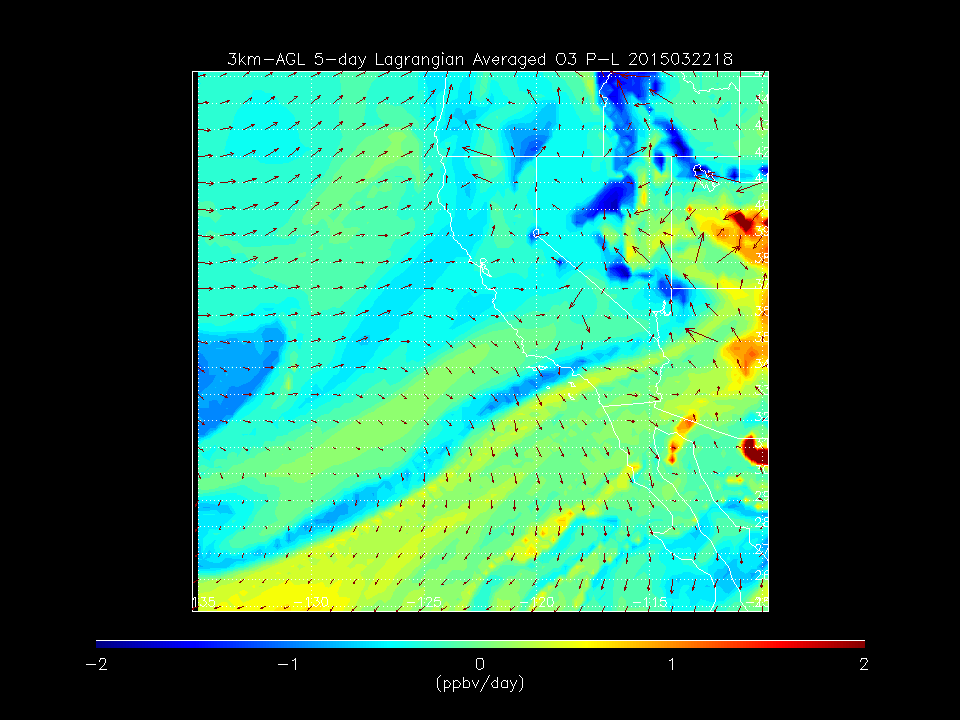 3km-AGL 5-day Lagrangian Averaged O3 P-L 2015032218
-130 -125 -120 -115
-2 -1 0 1 2
(ppbv/day)